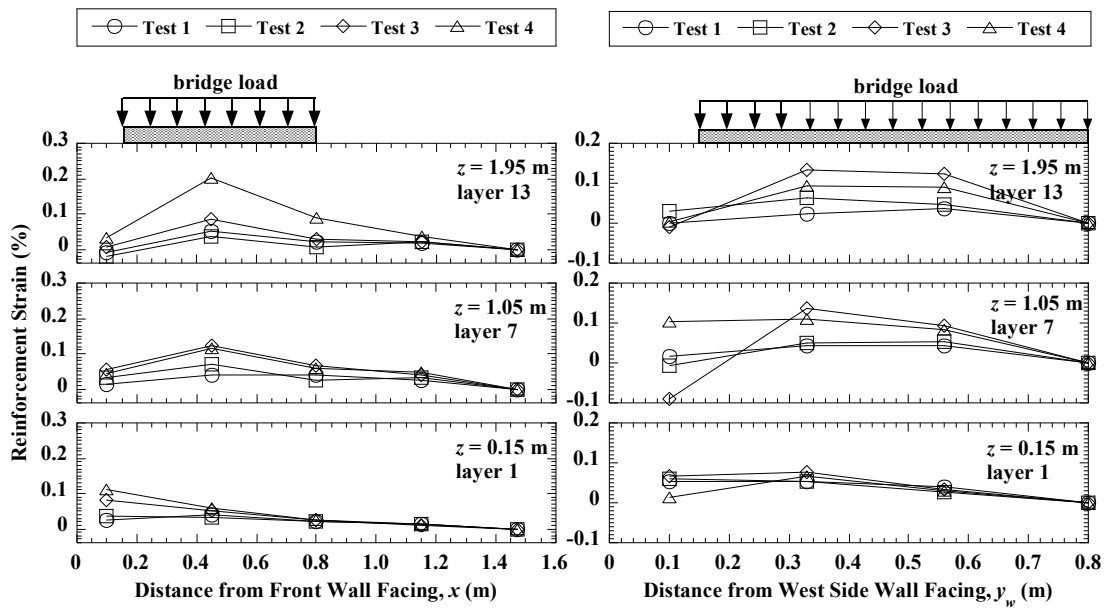 Test 1 Test 2 Test 3 Test 4
bridge load
0.3
0.2
0.1
0
z = 1.95 m
layer 13
0.3
0.2
0.1
0
z = 1.05 m
layer 7
0.3
0.2
0.1
0
z = 0.15 m
layer 1
0 0.2 0.4 0.6 0.8 1.0 1.2 1.4 1.6
Reinforcement Strain (%)
Distance from Front Wall Facing, x (m)
Test 1 Test 2 Test 3 Test 4
bridge load
0.2
0.1
0
-0.1
z = 1.95 m
layer 13
0.1
0
-0.1
z = 1.05 m
layer 7
0.1
0
-0.1
z = 0.15 m
layer 1
0 0.1 0.2 0.3 0.4 0.5 0.6 0.7 0.8
Distance from West Side Wall Facing, yw (m)